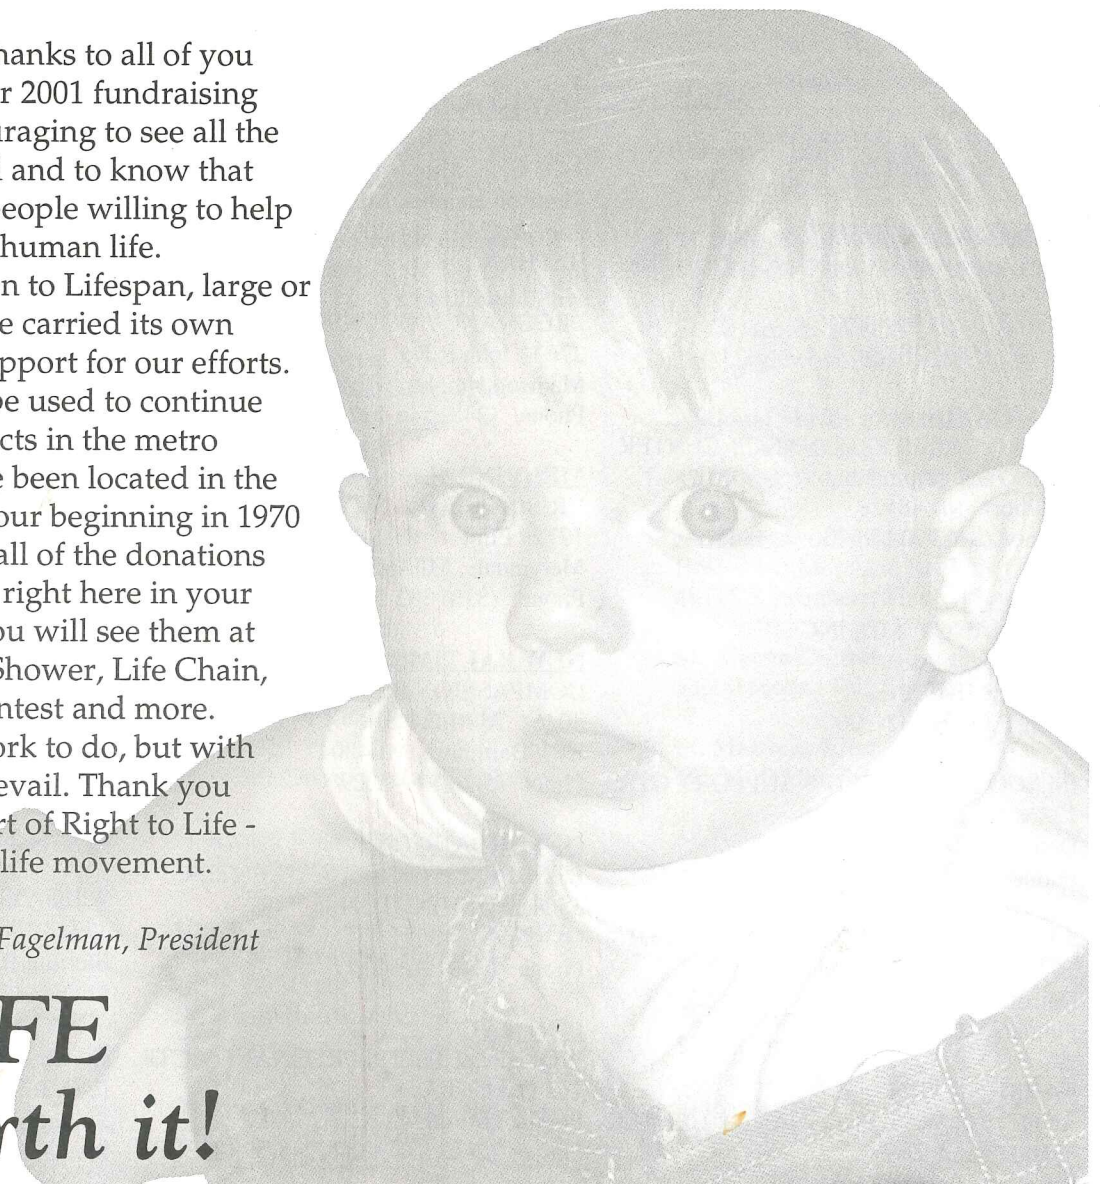 hanks to all of you
r 2001 fundraising
raging to see all the
and to know that
eople willing to help
human life.
n to Lifespan, large or
e carried its own
pport for our efforts.
be used to continue
cts in the metro
e been located in the
our beginning in 1970
all of the donations
right here in your
ou will see them at
Shower, Life Chain,
ntest and more.
ork to do, but with
evail. Thank you
rt of Right to Life -
life movement.
Fagelman, President
FE
rth it!